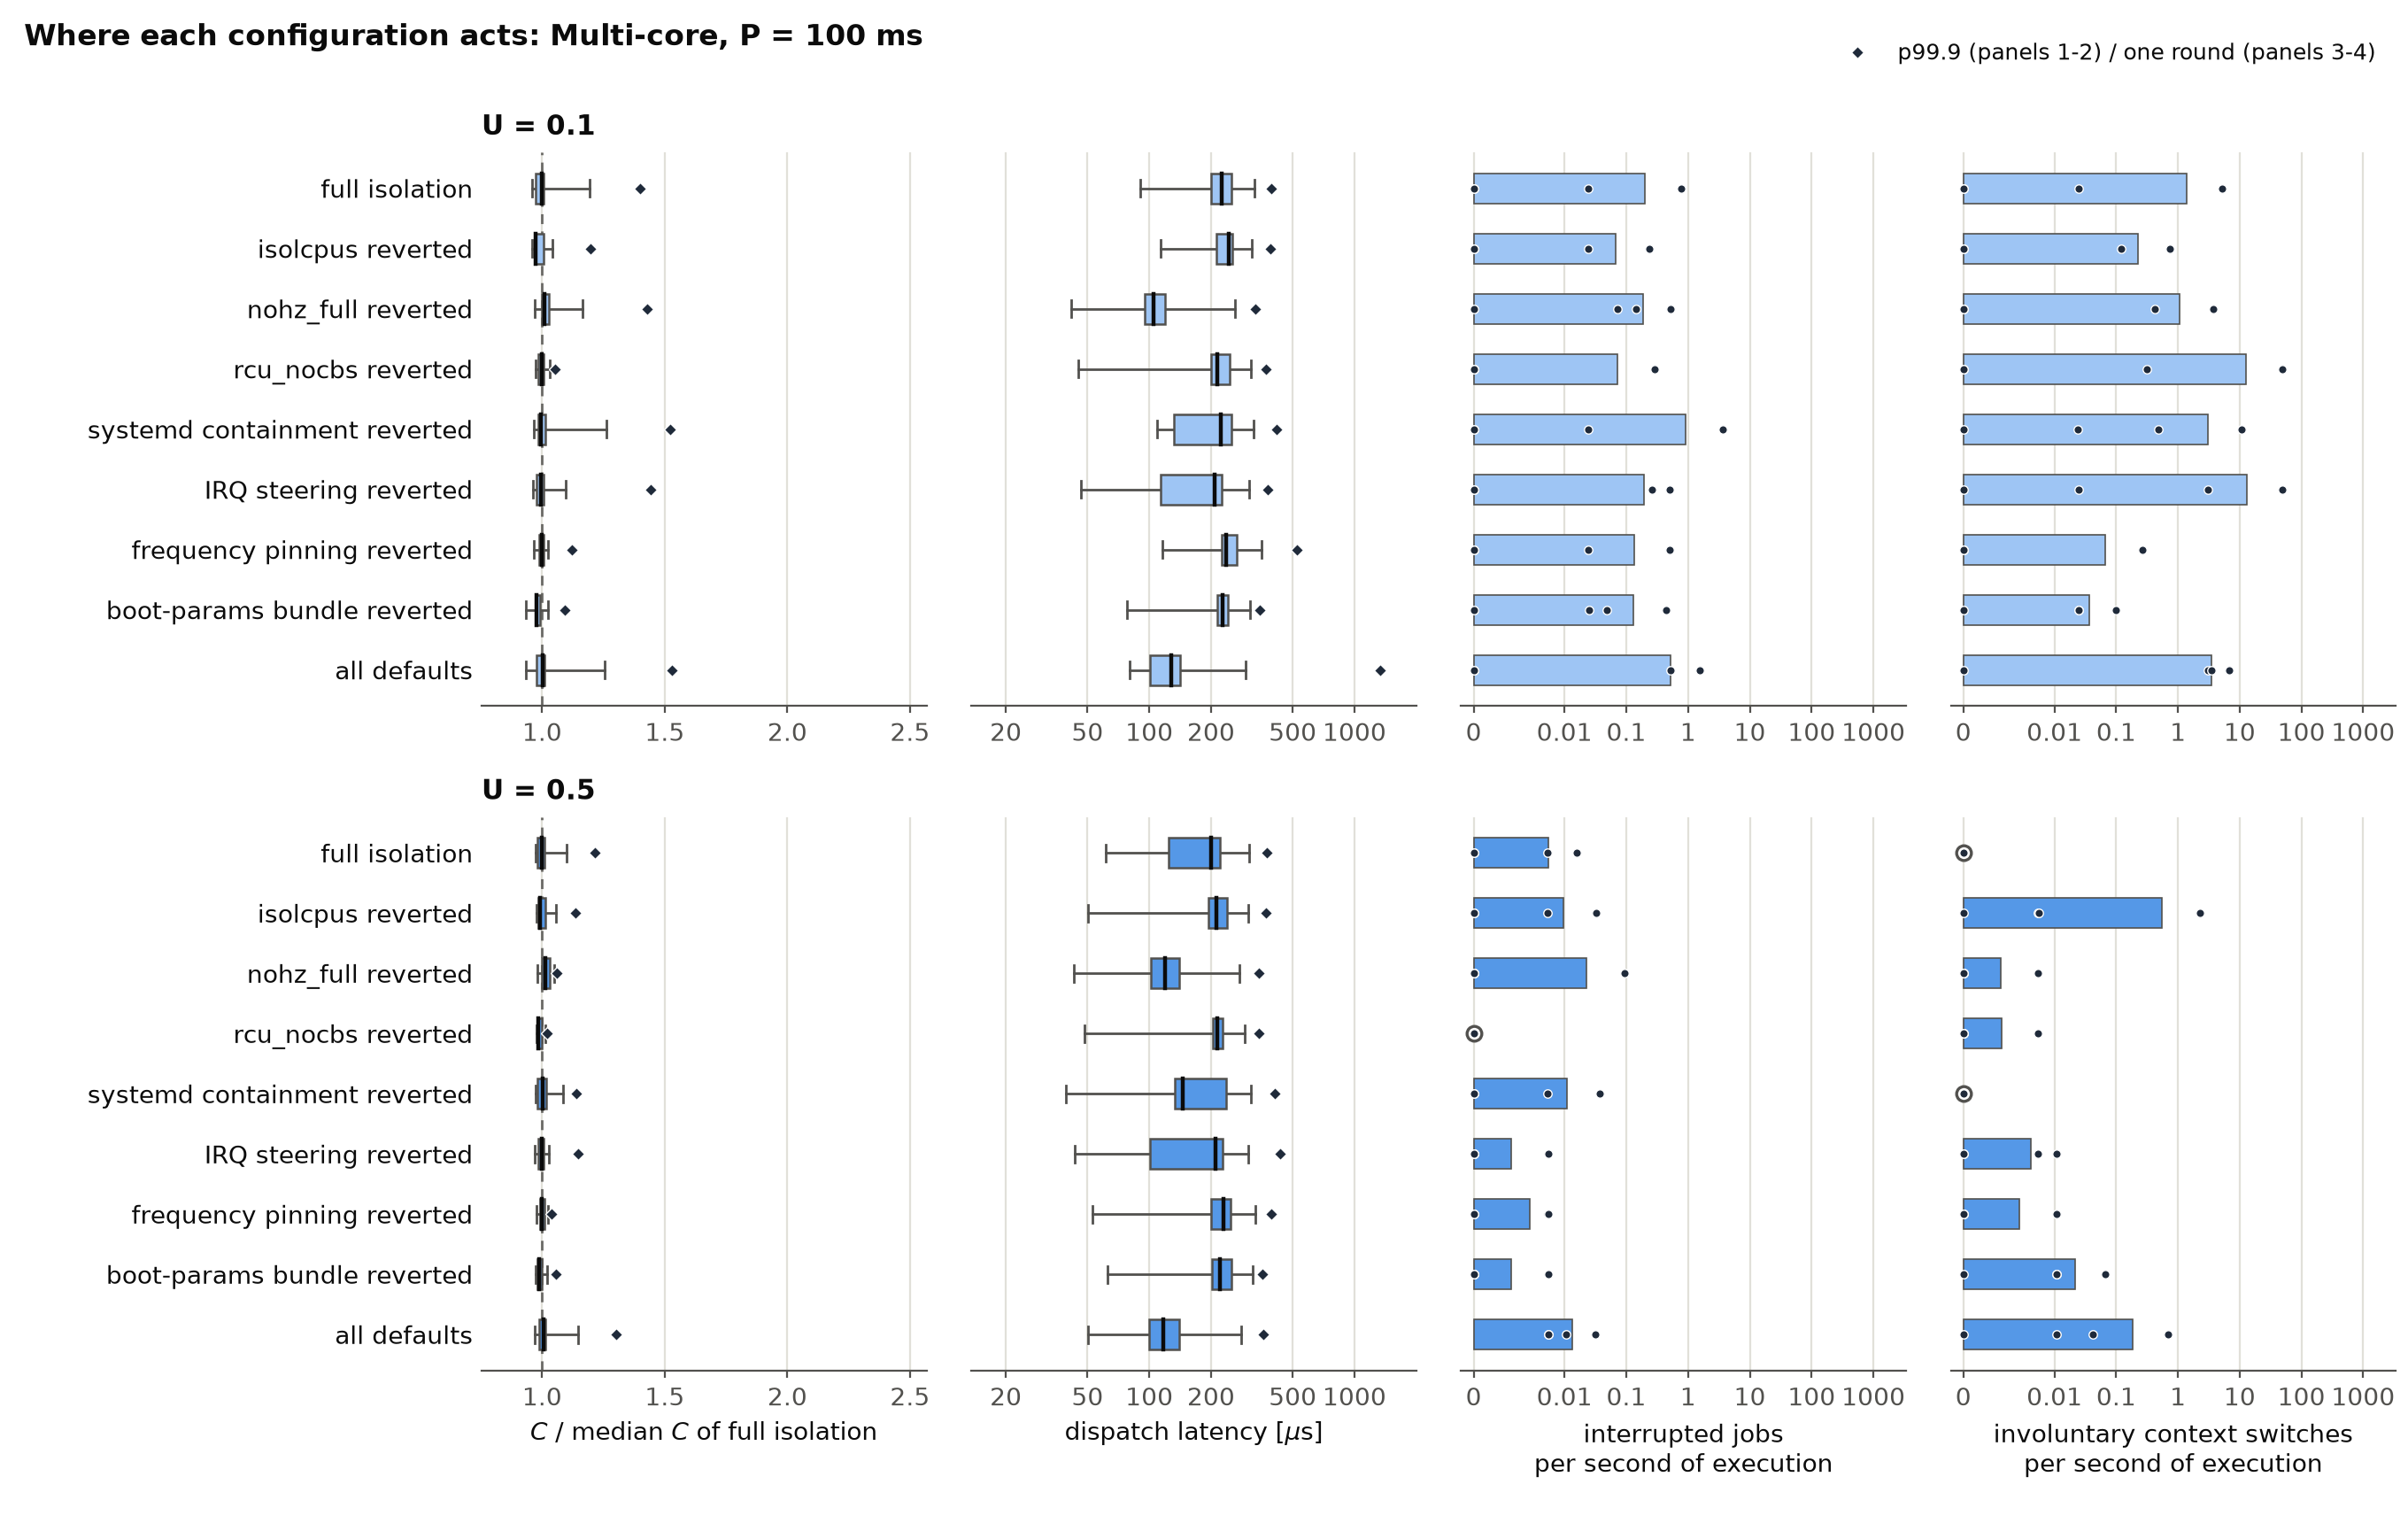 Where each configuration acts: Multi-core, P = 100 ms
p99.9 (panels 1-2) / one round (panels 3-4)
U = 0.1
full isolation
isolcpus reverted
nohz_full reverted
rcu_nocbs reverted
systemd containment reverted
IRQ steering reverted
frequency pinning reverted
boot-params bundle reverted
all defaults
1.0 1.5 2.0 2.5 20 50 100 200 500 1000 0 0.01 0.1 1 10 100 1000 0 0.01 0.1 1 10 100 1000
U = 0.5
full isolation
isolcpus reverted
nohz_full reverted
rcu_nocbs reverted
systemd containment reverted
IRQ steering reverted
frequency pinning reverted
boot-params bundle reverted
all defaults
1.0 1.5 2.0 2.5 20 50 100 200 500 1000 0 0.01 0.1 1 10 100 1000 0 0.01 0.1 1 10 100 1000
C / median C of full isolation
dispatch latency [μs]
interrupted jobs
per second of execution
involuntary context switches
per second of execution